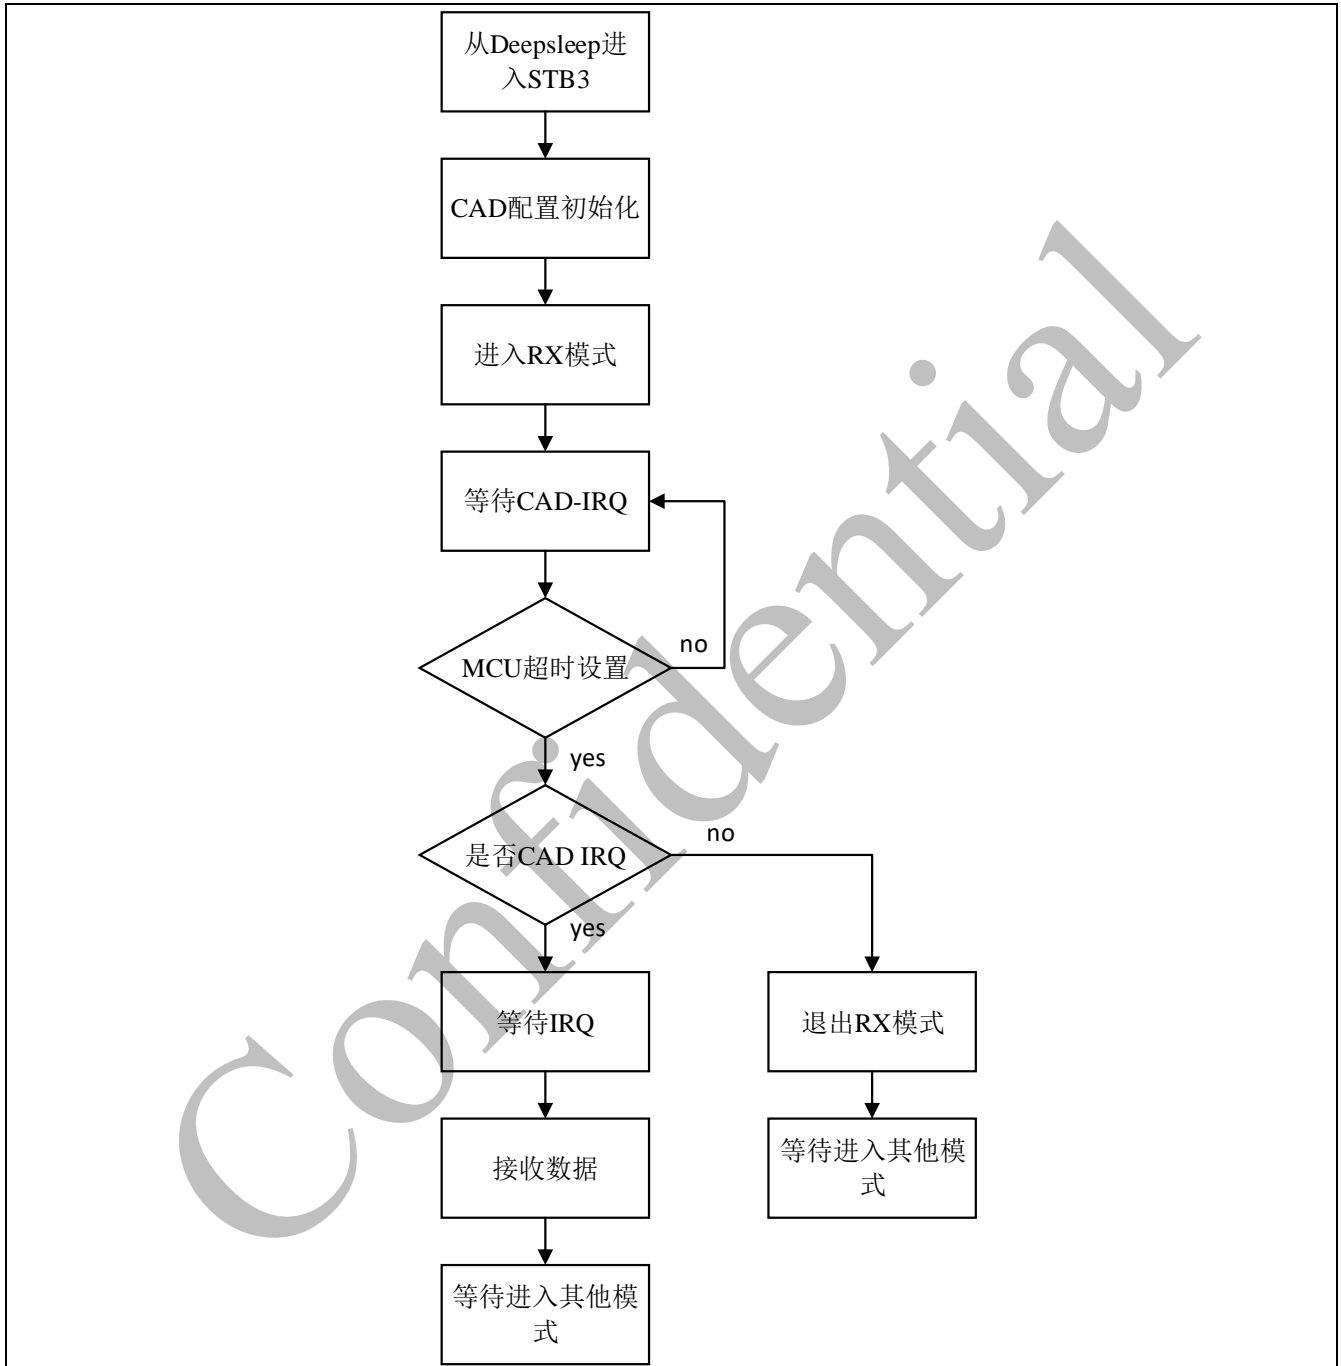 从Deepsleep进
入STB3
CAD配置初始化
进入RX模式
等待CAD-IRQ
no
MCU超时设置
yes
no
是否CAD IRQ
yes
等待IRQ
退出RX模式
接收数据
等待进入其他模
式
等待进入其他模
式
Confidential